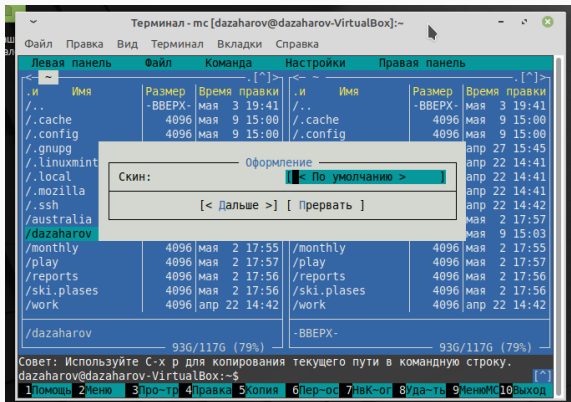 Терминал - mc [dazaharov@dazaharov-VirtualBox]:~
Файл Правка Вид Терминал Вкладки Справка
Левая панель Файл Команда Настройки Правая панель
<- ~ .[^]> <- ~ .[^]>
.и Имя Размер Время правки .и Имя Размер Время правки
/.. -ВВЕРХ- мая 3 19:41 /.. -ВВЕРХ- мая 3 19:41
/.cache 4096 мая 9 15:00 /.cache 4096 мая 9 15:00
/.config 4096 мая 9 15:00 /.config 4096 мая 9 15:00
/.gnupg апр 27 15:45
/.linuxmint Оформление апр 22 14:41
/.local Скин: [ < По умолчанию > ] апр 22 14:41
/.mozilla апр 22 14:41
/.ssh [< Дальше >] [ Прервать ] апр 22 14:42
/australia мая 2 17:57
/dazaharov мая 9 15:03
/monthly 4096 мая 2 17:55 /monthly 4096 мая 2 17:55
/play 4096 мая 2 17:57 /play 4096 мая 2 17:57
/reports 4096 мая 2 17:56 /reports 4096 мая 2 17:56
/ski.plases 4096 мая 2 17:56 /ski.plases 4096 мая 2 17:56
/work 4096 апр 22 14:42 /work 4096 апр 22 14:42
/dazaharov -ВВЕРХ-
93G/117G (79%) 93G/117G (79%)
Совет: Используйте C-x p для копирования текущего пути в командную строку.
dazaharov@dazaharov-VirtualBox:~$ [^]
1Помощь 2Меню 3Про~тр 4Правка 5Копия 6Пер~ос 7НвК~ог 8Уда~ть 9МенюMC 10Выход